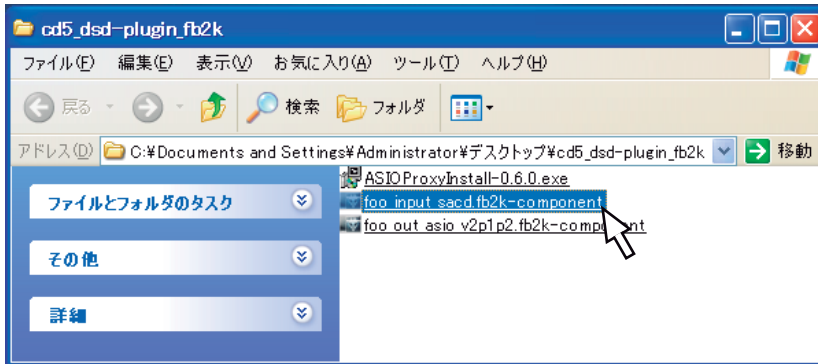 cd5_dsd-plugin_fb2k
ファイル(F) 編集(E) 表示(V) お気に入り(A) ツール(T) ヘルプ(H)
戻る 検索 フォルダ
アドレス(D) C:¥Documents and Settings¥Administrator¥デスクトップ¥cd5_dsd-plugin_fb2k 移動
ASIOProxyInstall-0.6.0.exe
ファイルとフォルダのタスク foo_input_sacd.fb2k-component
foo_out_asio_v2p1p2.fb2k-component
その他
詳細